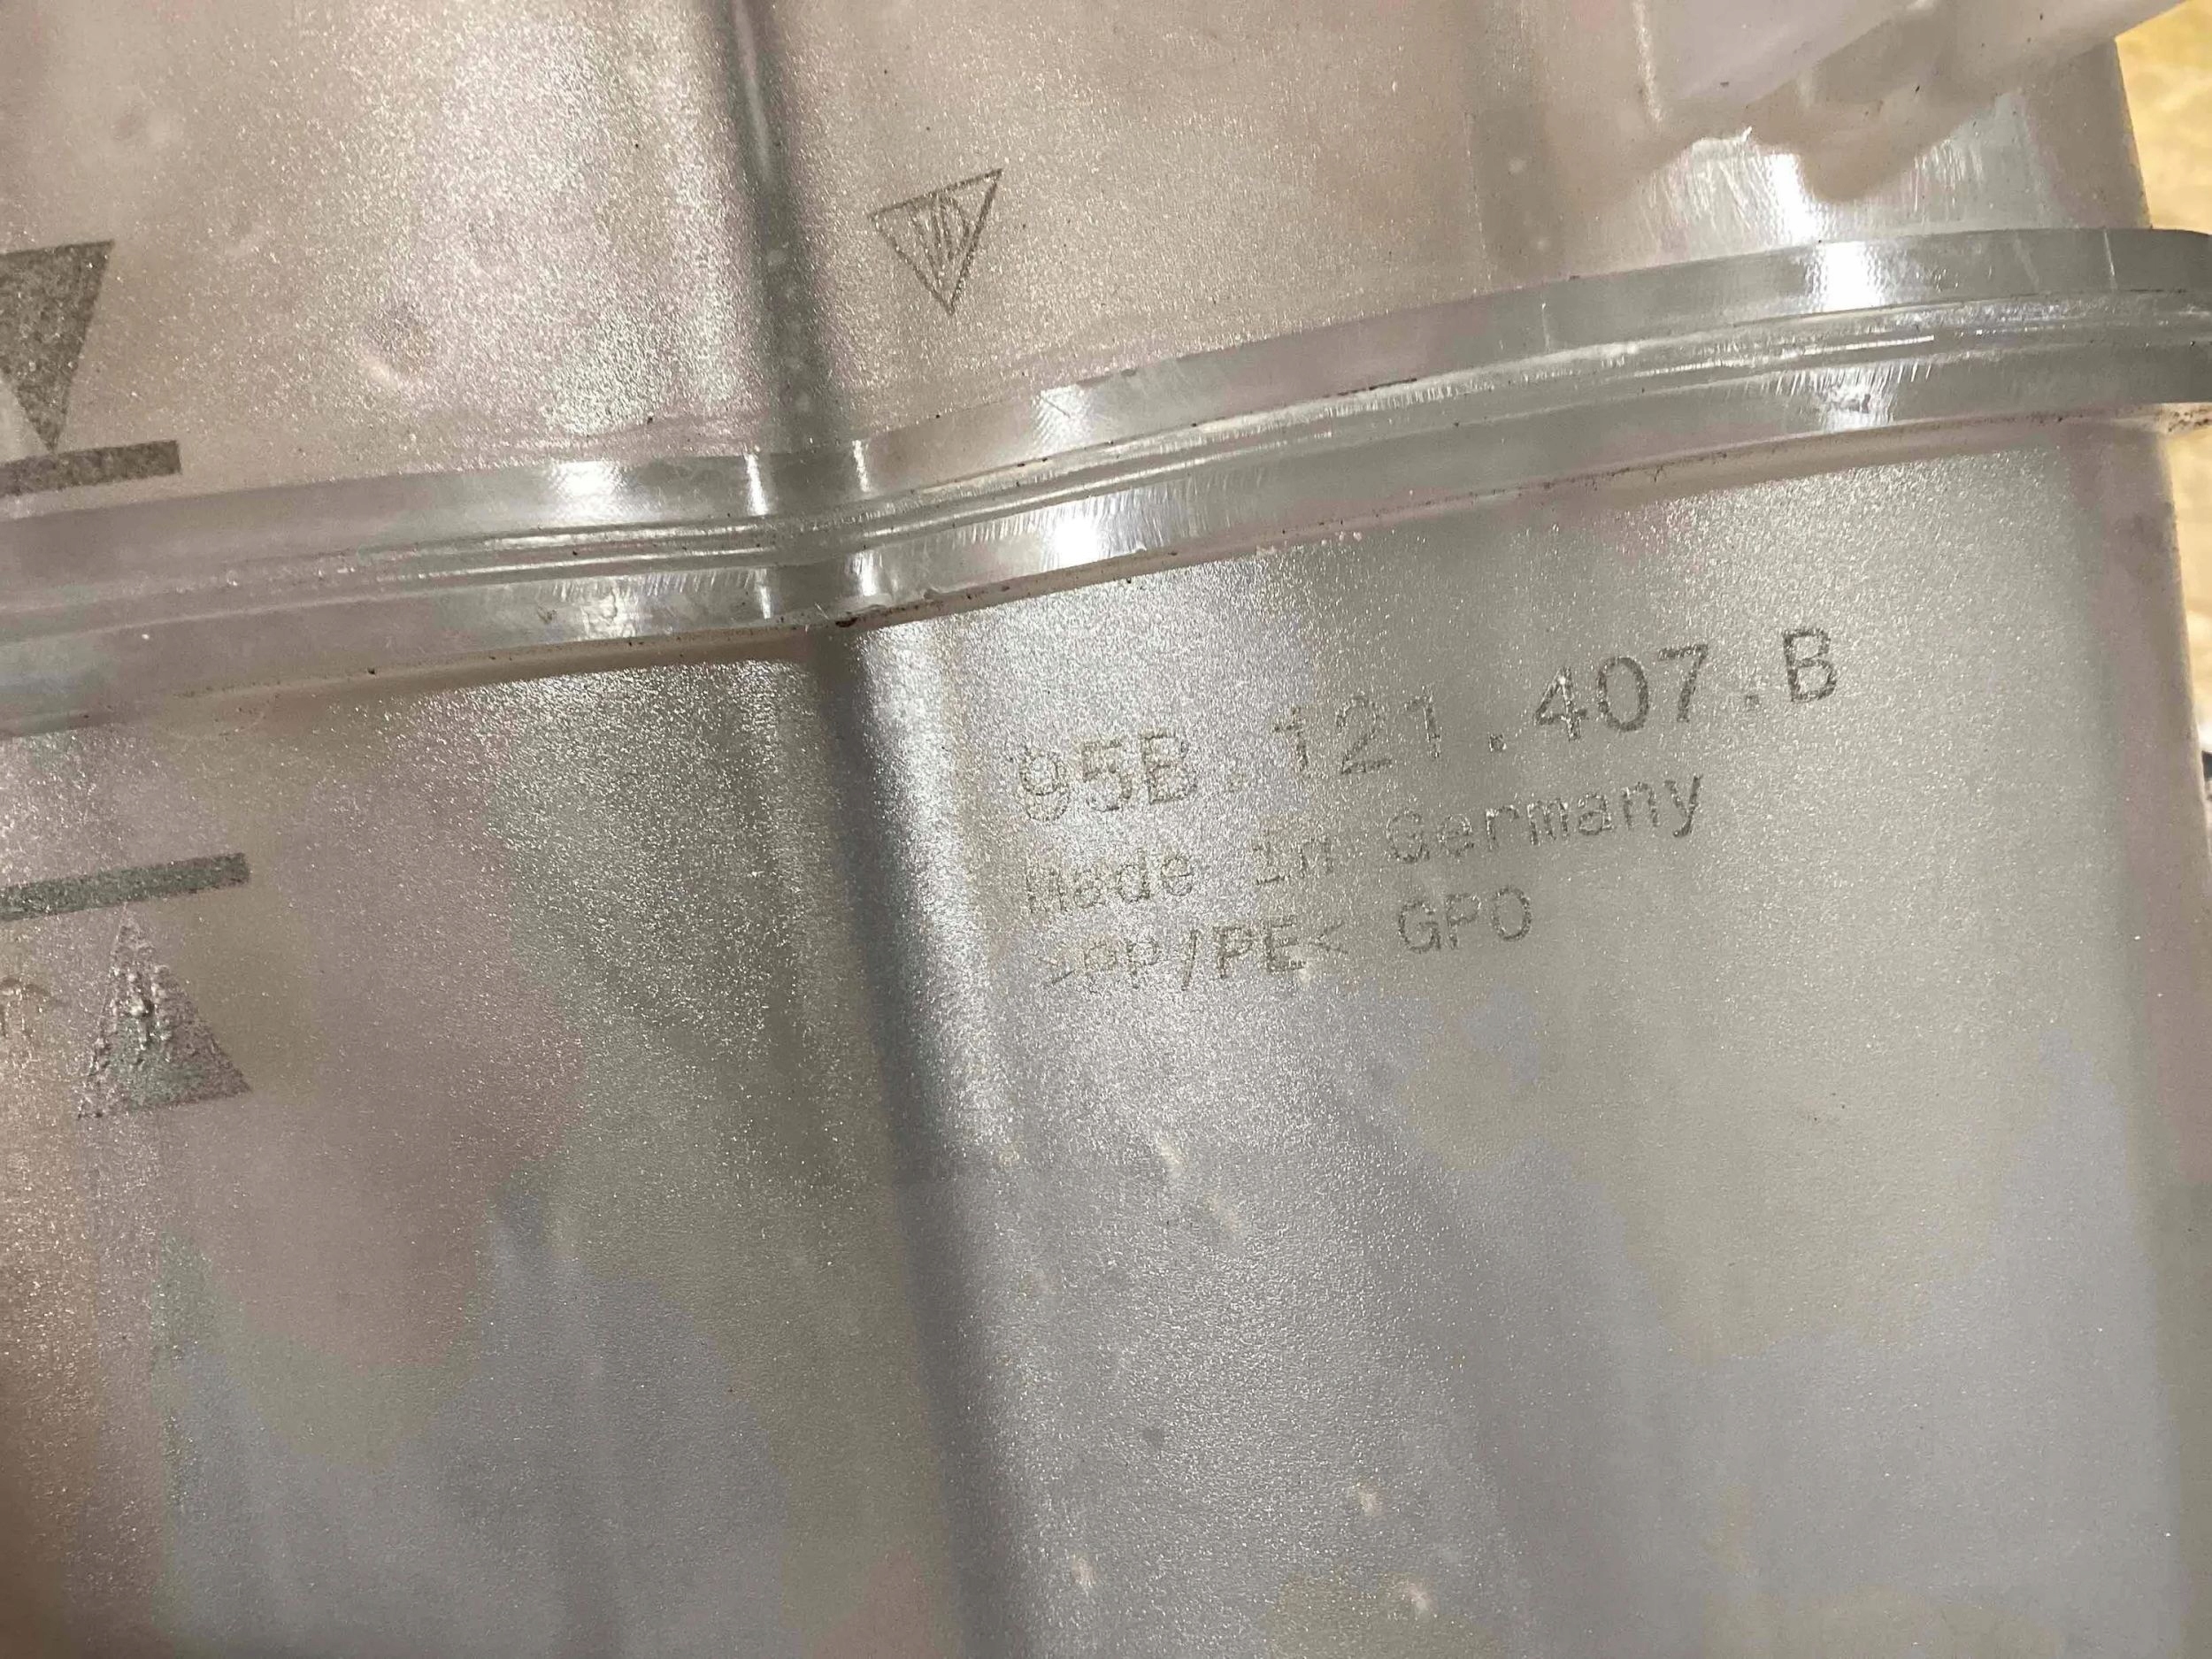 95B.121.407.B
Made in Germany
>PP/PE< GPO